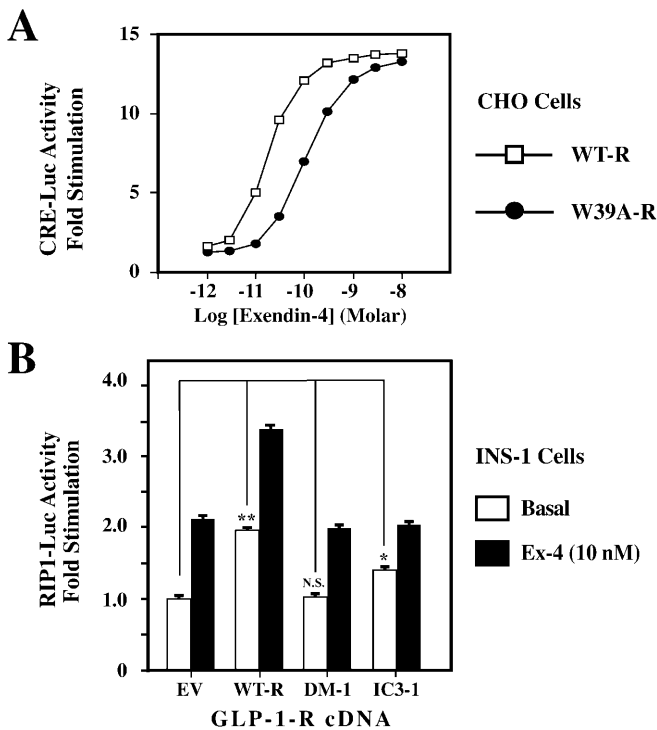 A
15
10
5
0
CRE-Luc Activity
Fold Stimulation
-12 -11 -10 -9 -8
Log [Exendin-4] (Molar)
CHO Cells
WT-R
W39A-R
B
4.0
3.0
2.0
1.0
0
RIP1-Luc Activity
Fold Stimulation
**
N.S.
*
EV WT-R DM-1 IC3-1
GLP-1-R cDNA
INS-1 Cells
Basal
Ex-4 (10 nM)